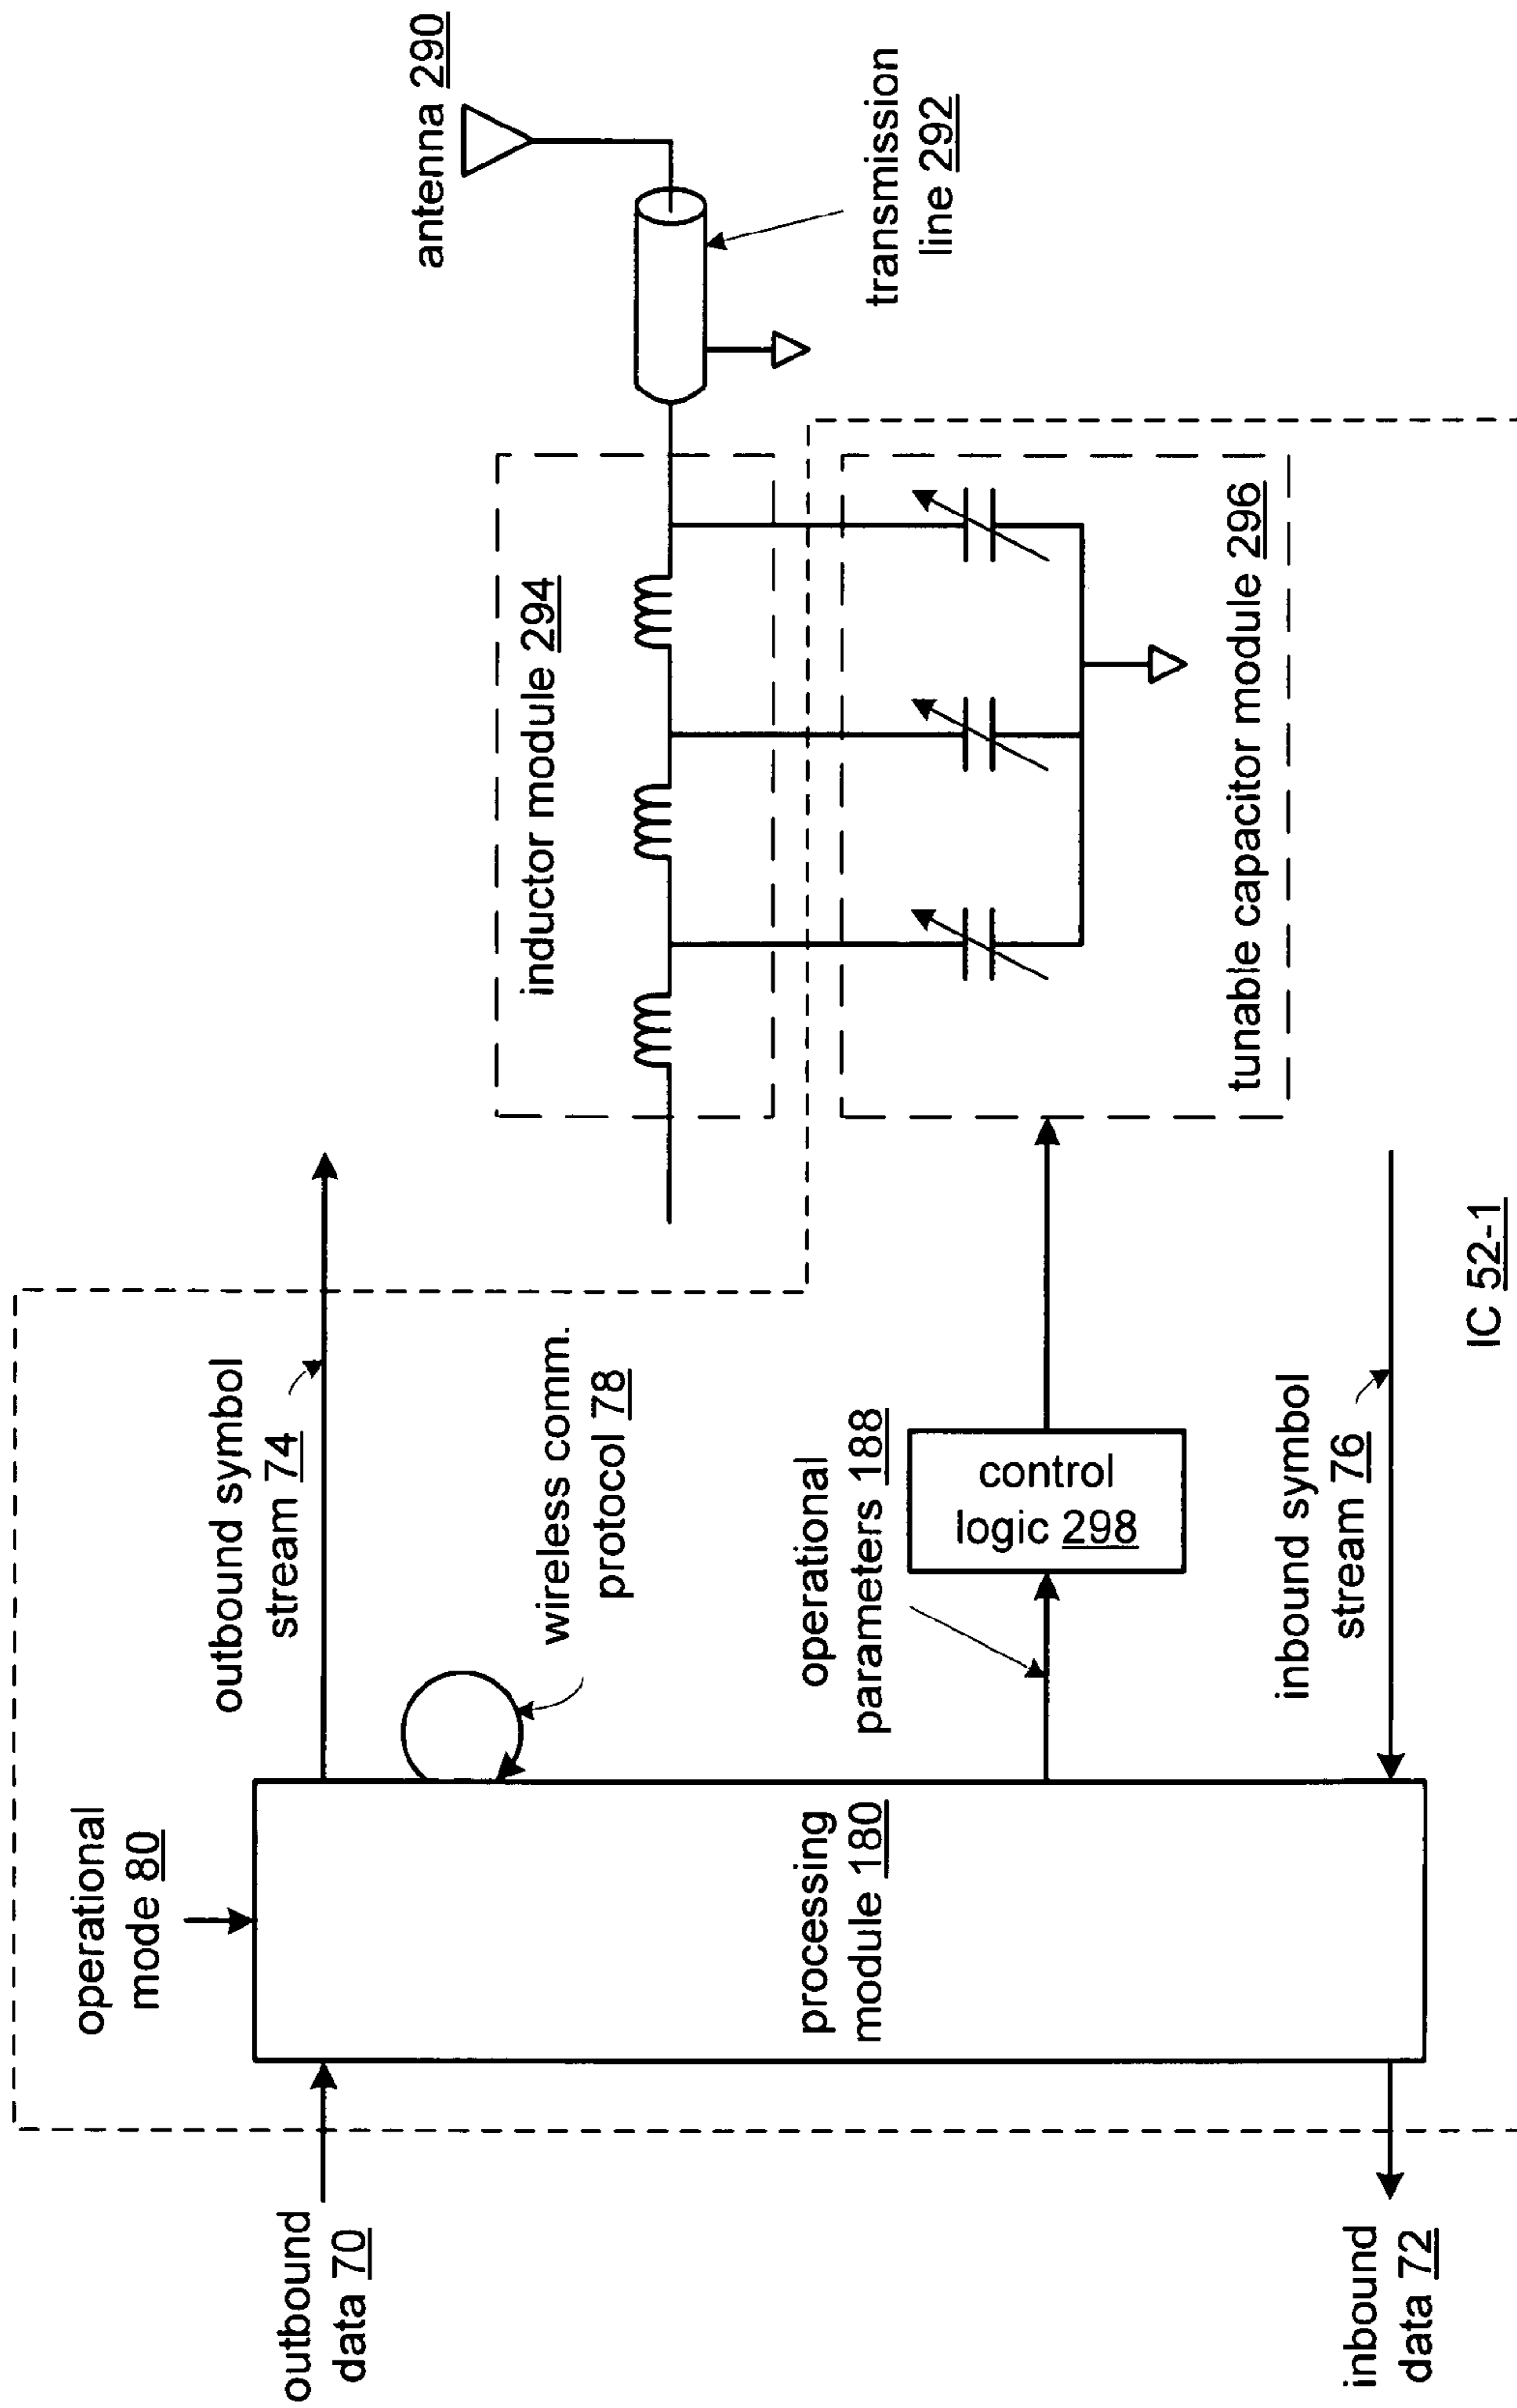 antenna 290
transmission
line 292
inductor module 294
tunable capacitor module 296
outbound symbol
stream 74
wireless comm.
protocol 78
operational
parameters 188
control
logic 298
inbound symbol
stream 76
IC 52-1
operational
mode 80
processing
module 180
outbound
data 70
inbound
data 72